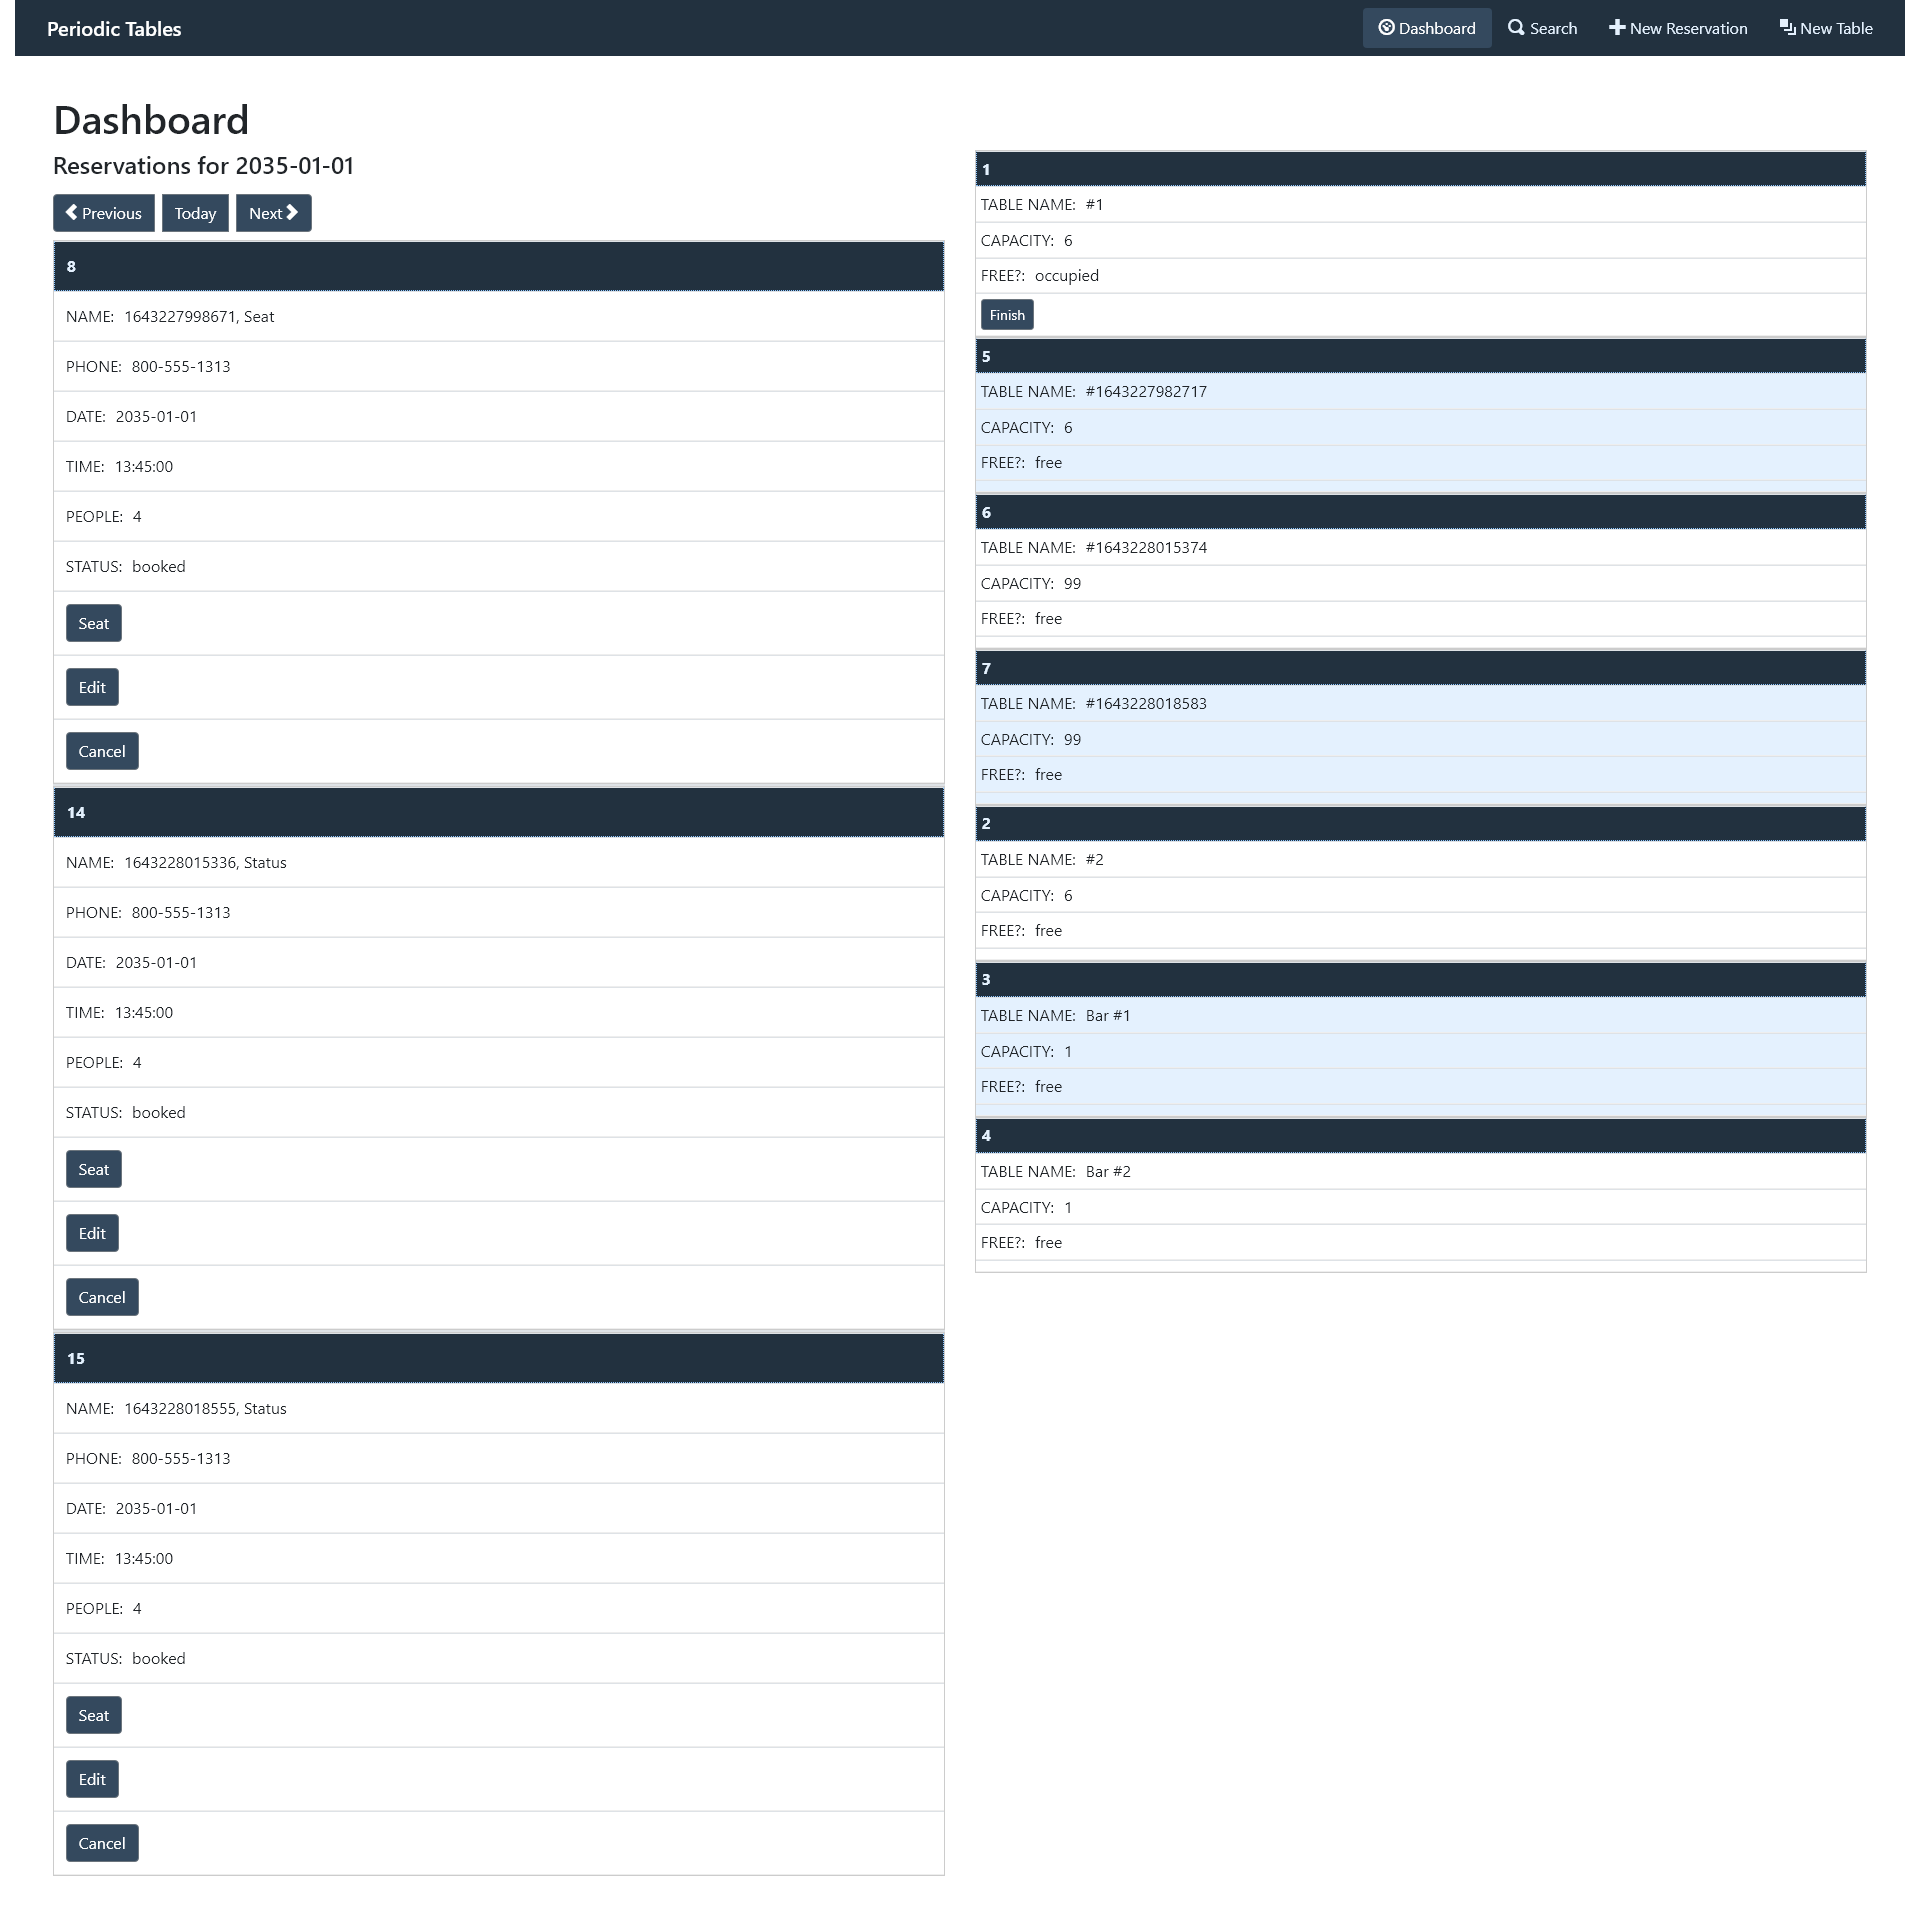 Periodic Tables
Dashboard
Search
New Reservation
New Table
Dashboard
Reservations for 2035-01-01
Previous
Today
Next
8
NAME: 1643227998671, Seat
PHONE: 800-555-1313
DATE: 2035-01-01
TIME: 13:45:00
PEOPLE: 4
STATUS: booked
Seat
Edit
Cancel
14
NAME: 1643228015336, Status
PHONE: 800-555-1313
DATE: 2035-01-01
TIME: 13:45:00
PEOPLE: 4
STATUS: booked
Seat
Edit
Cancel
15
NAME: 1643228018555, Status
PHONE: 800-555-1313
DATE: 2035-01-01
TIME: 13:45:00
PEOPLE: 4
STATUS: booked
Seat
Edit
Cancel
1
TABLE NAME: #1
CAPACITY: 6
FREE?: occupied
Finish
5
TABLE NAME: #1643227982717
CAPACITY: 6
FREE?: free
6
TABLE NAME: #1643228015374
CAPACITY: 99
FREE?: free
7
TABLE NAME: #1643228018583
CAPACITY: 99
FREE?: free
2
TABLE NAME: #2
CAPACITY: 6
FREE?: free
3
TABLE NAME: Bar #1
CAPACITY: 1
FREE?: free
4
TABLE NAME: Bar #2
CAPACITY: 1
FREE?: free